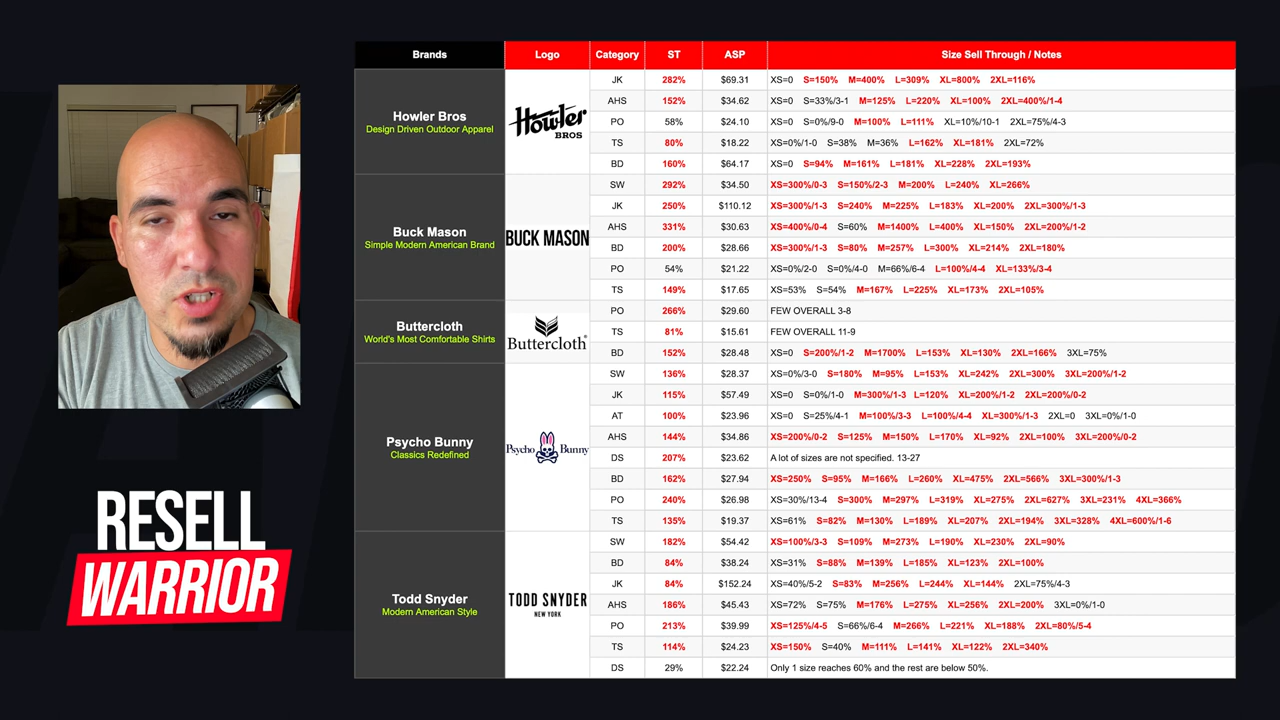 Brands Logo Category ST ASP Size Sell Through / Notes
Howler Bros
Design Driven Outdoor Apparel
Howler
BROS
JK 282% $69.31 XS=0 S=150% M=400% L=309% XL=800% 2XL=116%
AHS 152% $34.62 XS=0 S=33%/3-1 M=125% L=220% XL=100% 2XL=400%/1-4
PO 58% $24.10 XS=0 S=0%/9-0 M=100% L=111% XL=10%/10-1 2XL=75%/4-3
TS 80% $18.22 XS=0%/1-0 S=38% M=36% L=162% XL=181% 2XL=72%
BD 160% $64.17 XS=0 S=94% M=161% L=181% XL=228% 2XL=193%
Buck Mason
Simple Modern American Brand
BUCK MASON
SW 292% $34.50 XS=300%/0-3 S=150%/2-3 M=200% L=240% XL=266%
JK 250% $110.12 XS=300%/1-3 S=240% M=225% L=183% XL=200% 2XL=300%/1-3
AHS 331% $30.63 XS=400%/0-4 S=60% M=1400% L=400% XL=150% 2XL=200%/1-2
BD 200% $28.66 XS=300%/1-3 S=80% M=257% L=300% XL=214% 2XL=180%
PO 54% $21.22 XS=0%/2-0 S=0%/4-0 M=66%/6-4 L=100%/4-4 XL=133%/3-4
TS 149% $17.65 XS=53% S=54% M=167% L=225% XL=173% 2XL=105%
Buttercloth
World's Most Comfortable Shirts
Buttercloth®
PO 266% $29.60 FEW OVERALL 3-8
TS 81% $15.61 FEW OVERALL 11-9
BD 152% $28.48 XS=0 S=200%/1-2 M=1700% L=153% XL=130% 2XL=166% 3XL=75%
Psycho Bunny
Classics Redefined
Psycho Bunny
SW 136% $28.37 XS=0%/3-0 S=180% M=95% L=153% XL=242% 2XL=300% 3XL=200%/1-2
JK 115% $57.49 XS=0 S=0%/1-0 M=300%/1-3 L=120% XL=200%/1-2 2XL=200%/0-2
AT 100% $23.96 XS=0 S=25%/4-1 M=100%/3-3 L=100%/4-4 XL=300%/1-3 2XL=0 3XL=0%/1-0
AHS 144% $34.86 XS=200%/0-2 S=125% M=150% L=170% XL=92% 2XL=100% 3XL=200%/0-2
DS 207% $23.62 A lot of sizes are not specified. 13-27
BD 162% $27.94 XS=250% S=95% M=166% L=260% XL=475% 2XL=566% 3XL=300%/1-3
PO 240% $26.98 XS=30%/13-4 S=300% M=297% L=319% XL=275% 2XL=627% 3XL=231% 4XL=366%
TS 135% $19.37 XS=61% S=82% M=130% L=189% XL=207% 2XL=194% 3XL=328% 4XL=600%/1-6
Todd Snyder
Modern American Style
TODD SNYDER
NEW YORK
SW 182% $54.42 XS=100%/3-3 S=109% M=273% L=190% XL=230% 2XL=90%
BD 84% $38.24 XS=31% S=88% M=139% L=185% XL=123% 2XL=100%
JK 84% $152.24 XS=40%/5-2 S=83% M=256% L=244% XL=144% 2XL=75%/4-3
AHS 186% $45.43 XS=72% S=75% M=176% L=275% XL=256% 2XL=200% 3XL=0%/1-0
PO 213% $39.99 XS=125%/4-5 S=66%/6-4 M=266% L=221% XL=188% 2XL=80%/5-4
TS 114% $24.23 XS=150% S=40% M=111% L=141% XL=122% 2XL=340%
DS 29% $22.24 Only 1 size reaches 60% and the rest are below 50%.
RESELL
WARRIOR